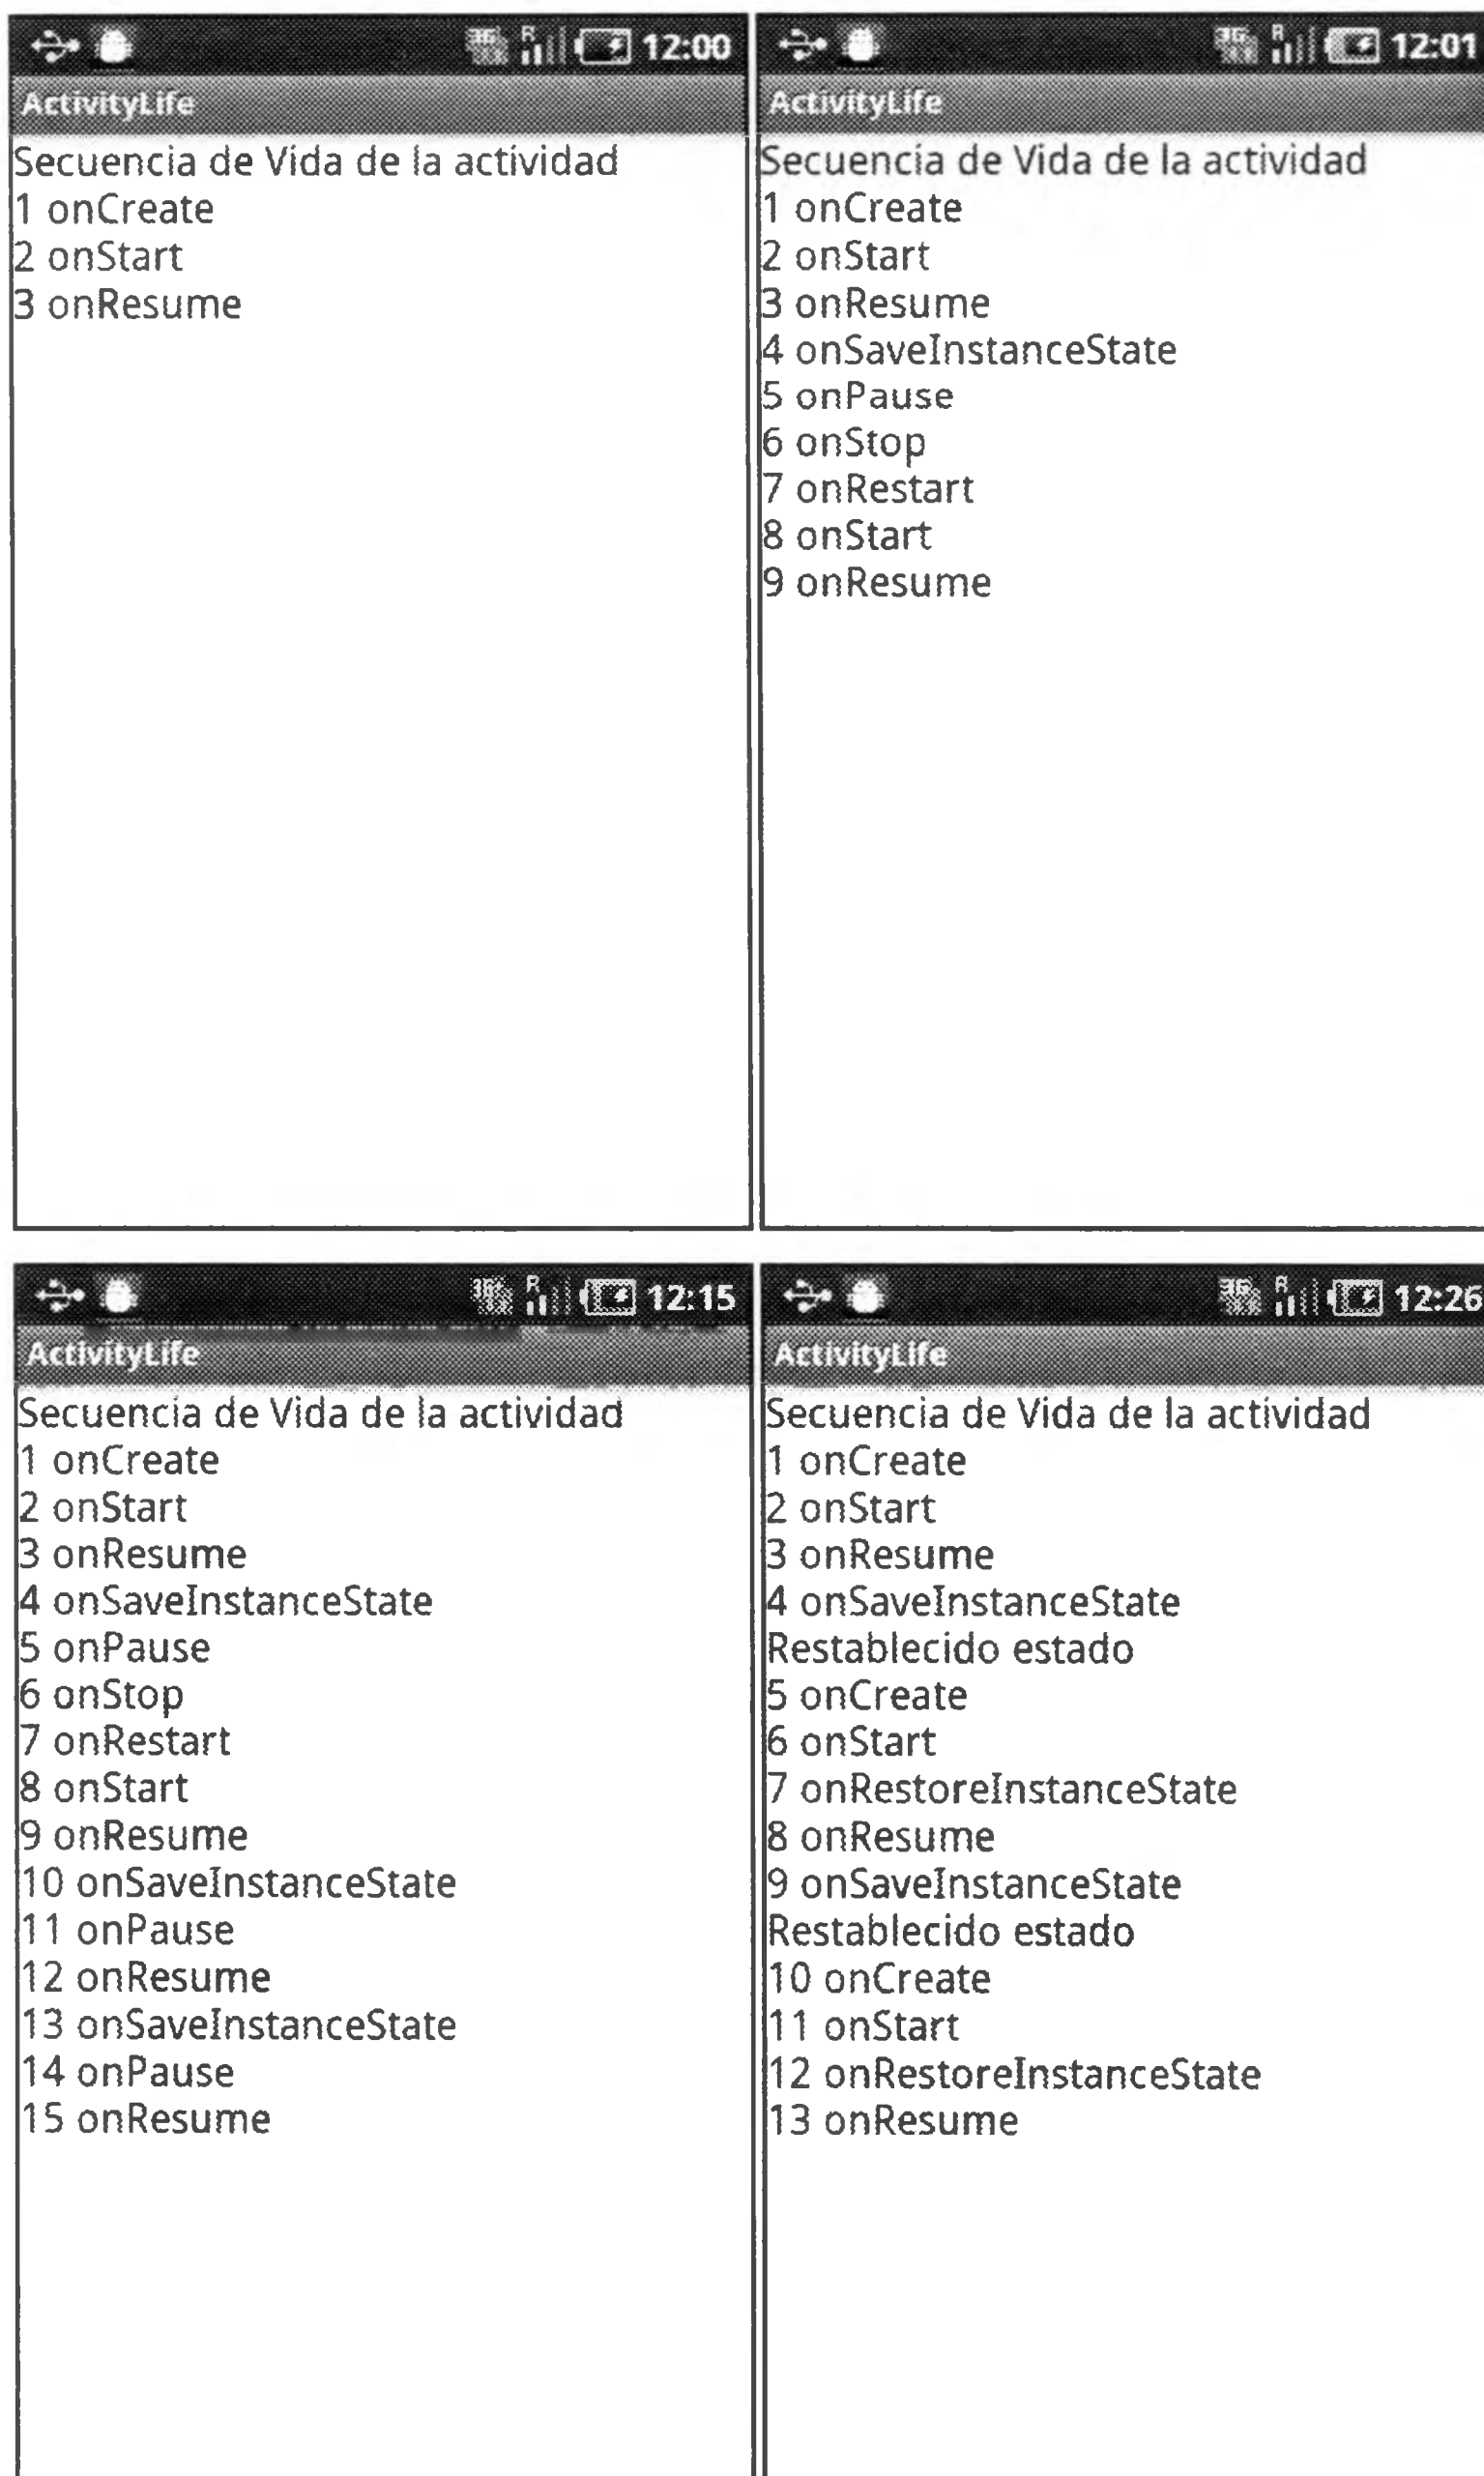 12:00
ActivityLife
Secuencia de Vida de la actividad
1 onCreate
2 onStart
3 onResume
12:01
ActivityLife
Secuencia de Vida de la actividad
1 onCreate
2 onStart
3 onResume
4 onSaveInstanceState
5 onPause
6 onStop
7 onRestart
8 onStart
9 onResume
12:15
ActivityLife
Secuencia de Vida de la actividad
1 onCreate
2 onStart
3 onResume
4 onSaveInstanceState
5 onPause
6 onStop
7 onRestart
8 onStart
9 onResume
10 onSaveInstanceState
11 onPause
12 onResume
13 onSaveInstanceState
14 onPause
15 onResume
12:26
ActivityLife
Secuencia de Vida de la actividad
1 onCreate
2 onStart
3 onResume
4 onSaveInstanceState
Restablecido estado
5 onCreate
6 onStart
7 onRestoreInstanceState
8 onResume
9 onSaveInstanceState
Restablecido estado
10 onCreate
11 onStart
12 onRestoreInstanceState
13 onResume